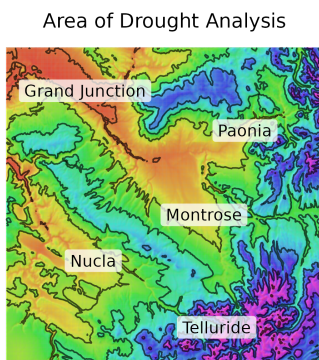 Area of Drought Analysis
Grand Junction
Paonia
Montrose
Nucla
Telluride